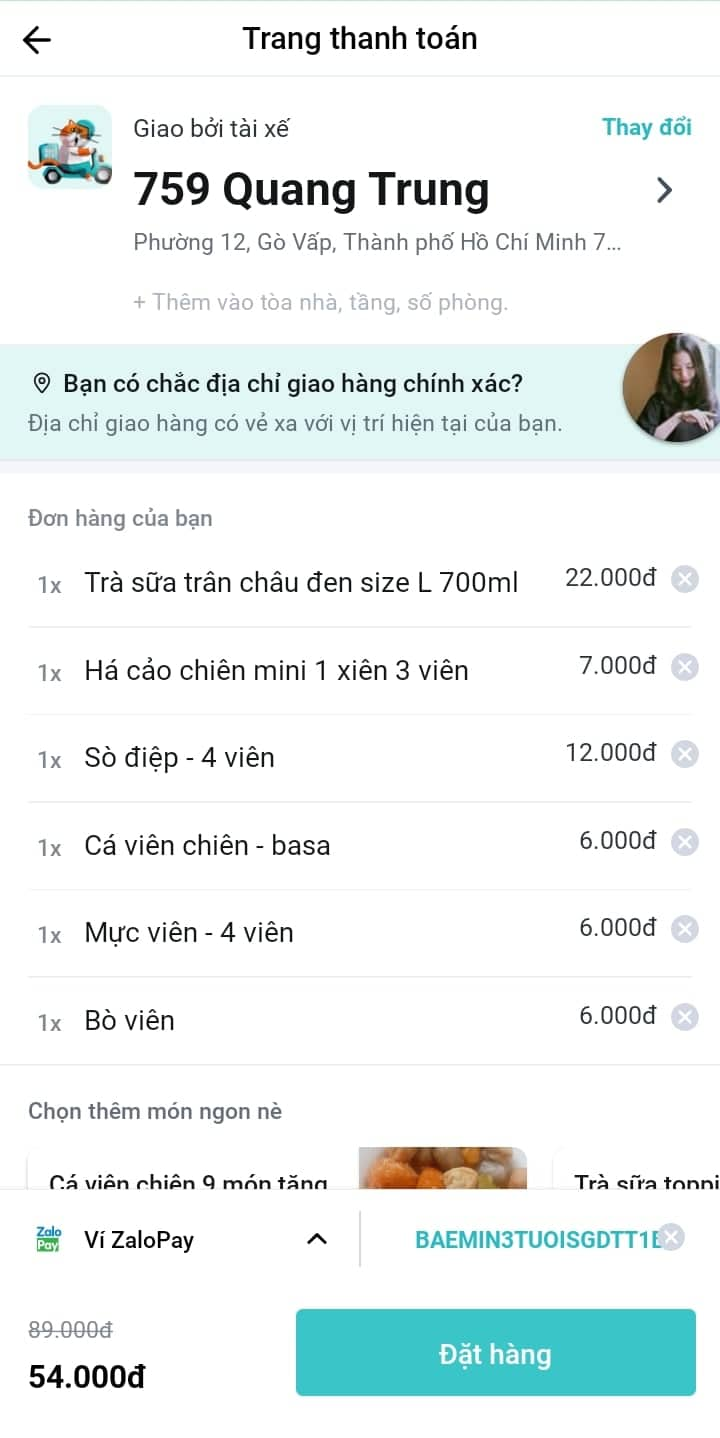 Trang thanh toán
Giao bởi tài xế
Thay đổi
759 Quang Trung
Phường 12, Gò Vấp, Thành phố Hồ Chí Minh 7...
+ Thêm vào tòa nhà, tầng, số phòng.
Bạn có chắc địa chỉ giao hàng chính xác?
Địa chỉ giao hàng có vẻ xa với vị trí hiện tại của bạn.
Đơn hàng của bạn
1x Trà sữa trân châu đen size L 700ml 22.000đ
1x Há cảo chiên mini 1 xiên 3 viên 7.000đ
1x Sò điệp - 4 viên 12.000đ
1x Cá viên chiên - basa 6.000đ
1x Mực viên - 4 viên 6.000đ
1x Bò viên 6.000đ
Chọn thêm món ngon nè
Cá viên chiên 9 món tặng
Trà sữa toppi
Zalo
Pay
Ví ZaloPay
BAEMIN3TUOISGDTT1
89.000đ
54.000đ
Đặt hàng